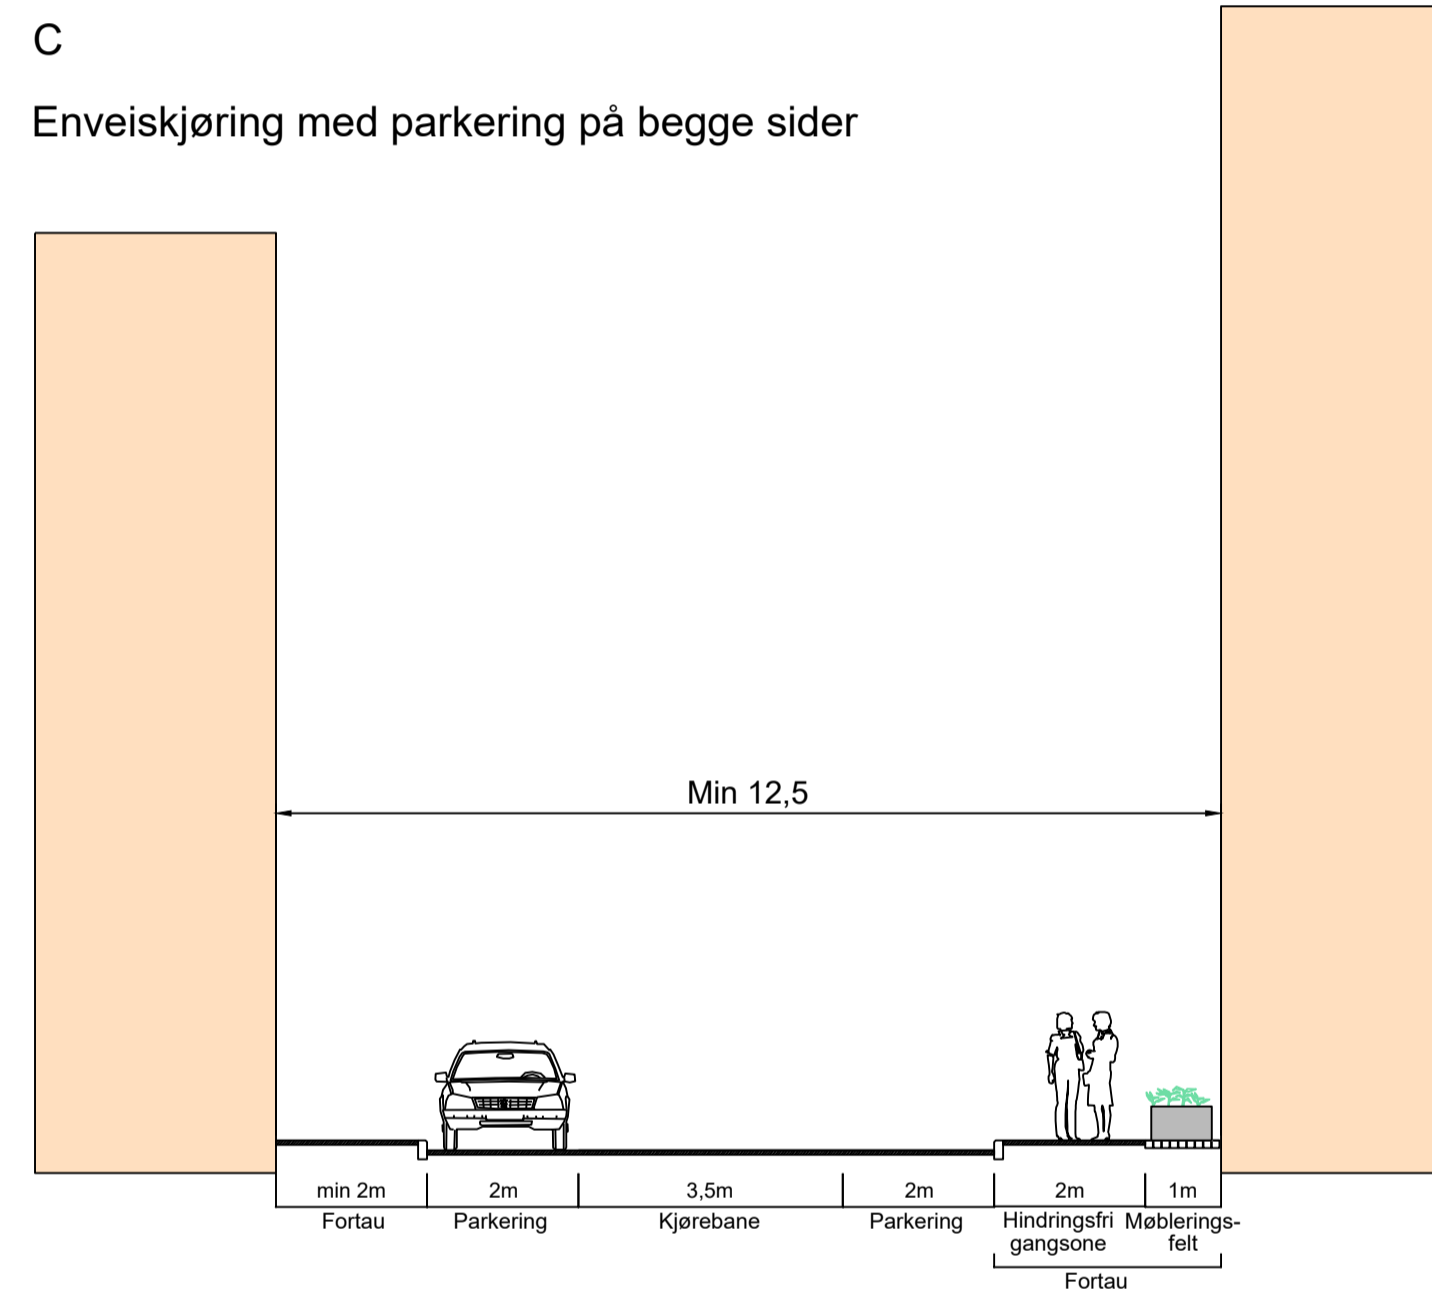 C
Enveiskjøring med parkering på begge sider
Min 12,5
min 2m
2m
3,5m
2m
2m
1m
Fortau
Parkering
Kjørebane
Parkering
Hindringsfri
gangsone
Møblerings-
felt
Fortau